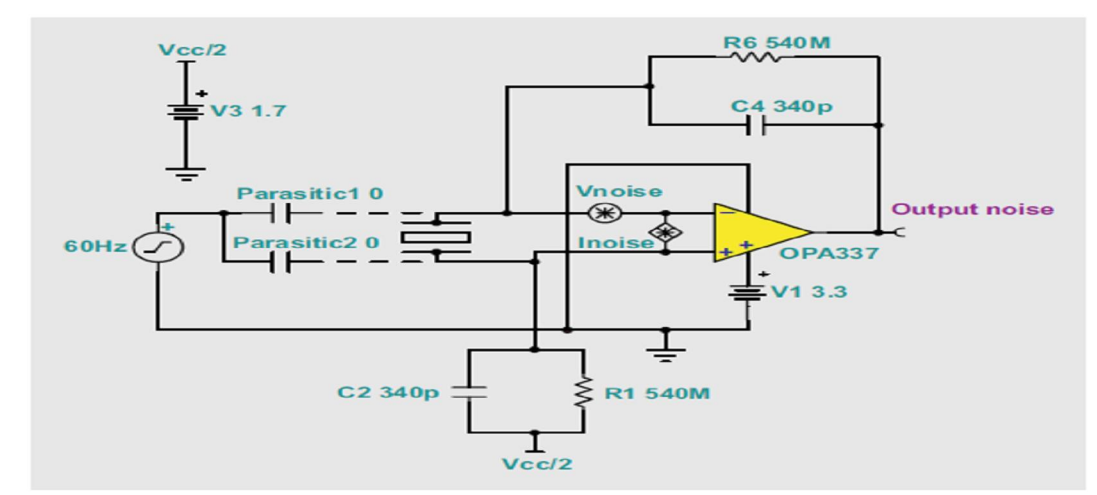 R6 540M
Vcc/2
C4 340p
V3 1.7
Parasitic1 0
Vnoise
Output noise
60Hz
Parasitic2 0
Inoise
OPA337
V1 3.3
C2 340p
R1 540M
Vcc/2